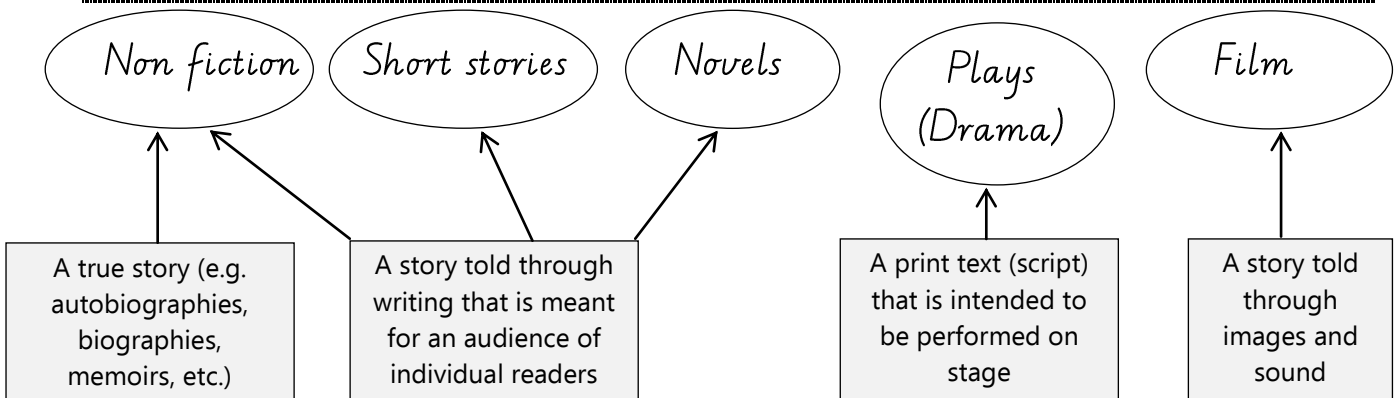 Non fiction
Short stories
Novels
Plays
(Drama)
Film
A true story (e.g.
autobiographies,
biographies,
memoirs, etc.)
A story told through
writing that is meant
for an audience of
individual readers
A print text (script)
that is intended to
be performed on
stage
A story told
through
images and
sound